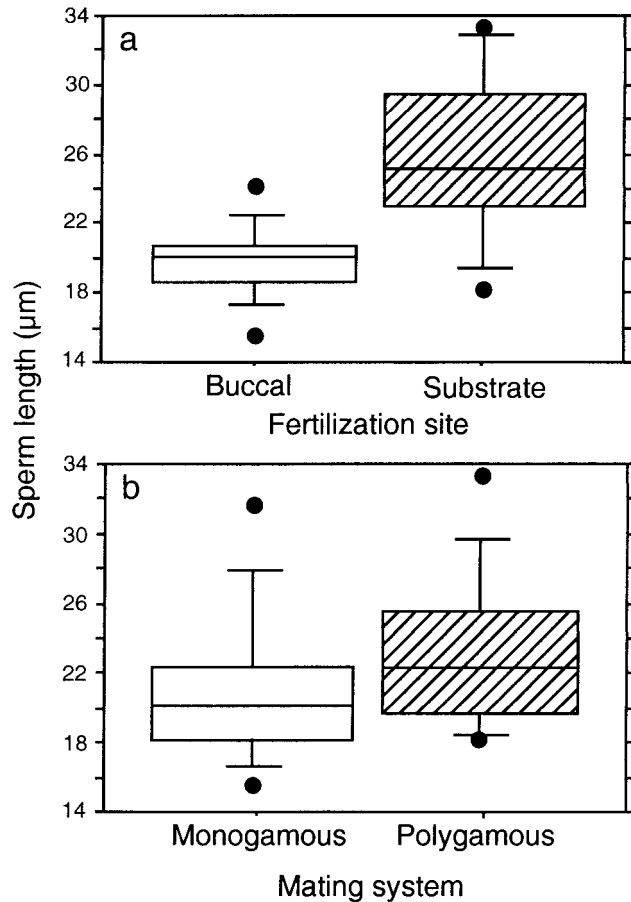 a
34
30
26
22
18
14
Buccal Substrate
Fertilization site
Sperm length (µm)
b
34
30
26
22
18
14
Monogamous Polygamous
Mating system